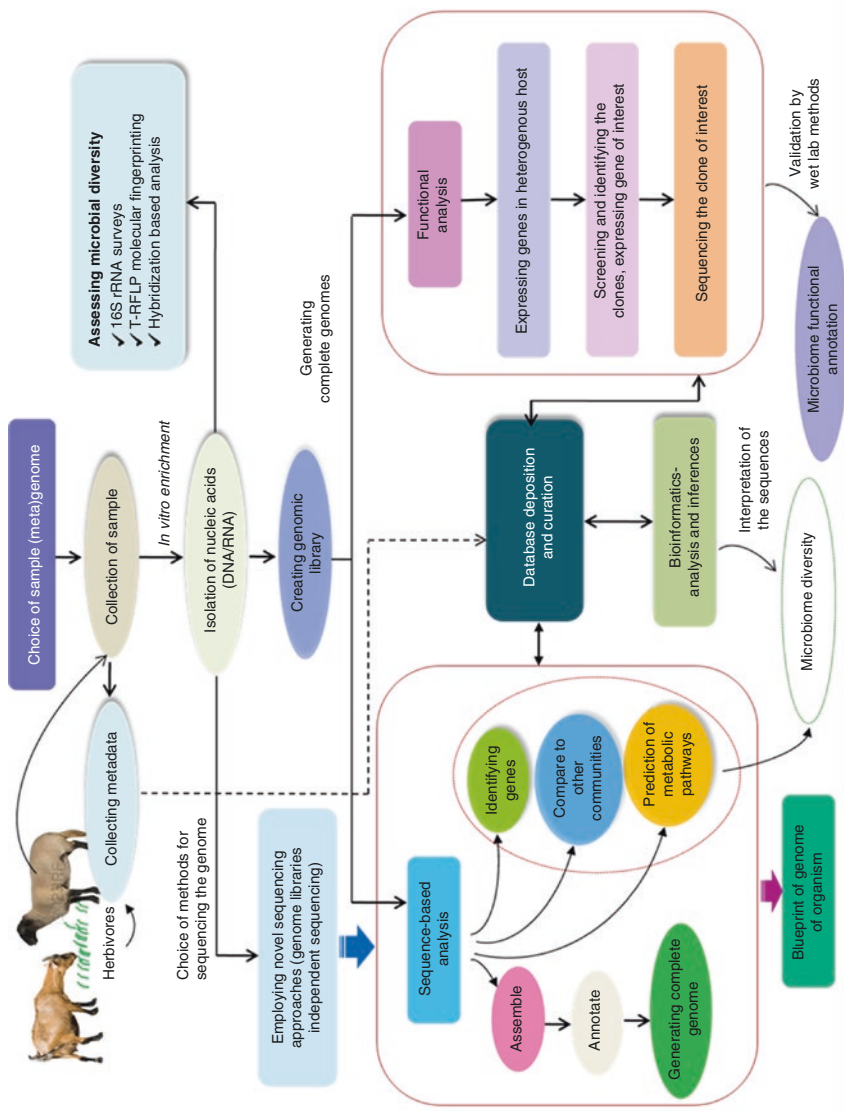 Choice of sample (meta)genome
Collection of sample
Collecting metadata
Herbivores
In vitro enrichment
Isolation of nucleic acids
(DNA/RNA)
Assessing microbial diversity
✓ 16S rRNA surveys
✓ T-RFLP molecular fingerprinting
✓ Hybridization based analysis
Creating genomic
library
Choice of methods for
sequencing the genome
Generating
complete genomes
Employing novel sequencing
approaches (genome libraries
independent sequencing)
Sequence-based
analysis
Assemble
Annotate
Generating complete
genome
Identifying
genes
Compare to
other
communities
Prediction of
metabolic
pathways
Database deposition
and curation
Bioinformatics-
analysis and inferences
Functional
analysis
Expressing genes in heterogenous host
Screening and identifying the
clones, expressing gene of interest
Sequencing the clone of interest
Interpretation of
the sequences
Validation by
wet lab methods
Blueprint of genome
of organism
Microbiome diversity
Microbiome functional
annotation